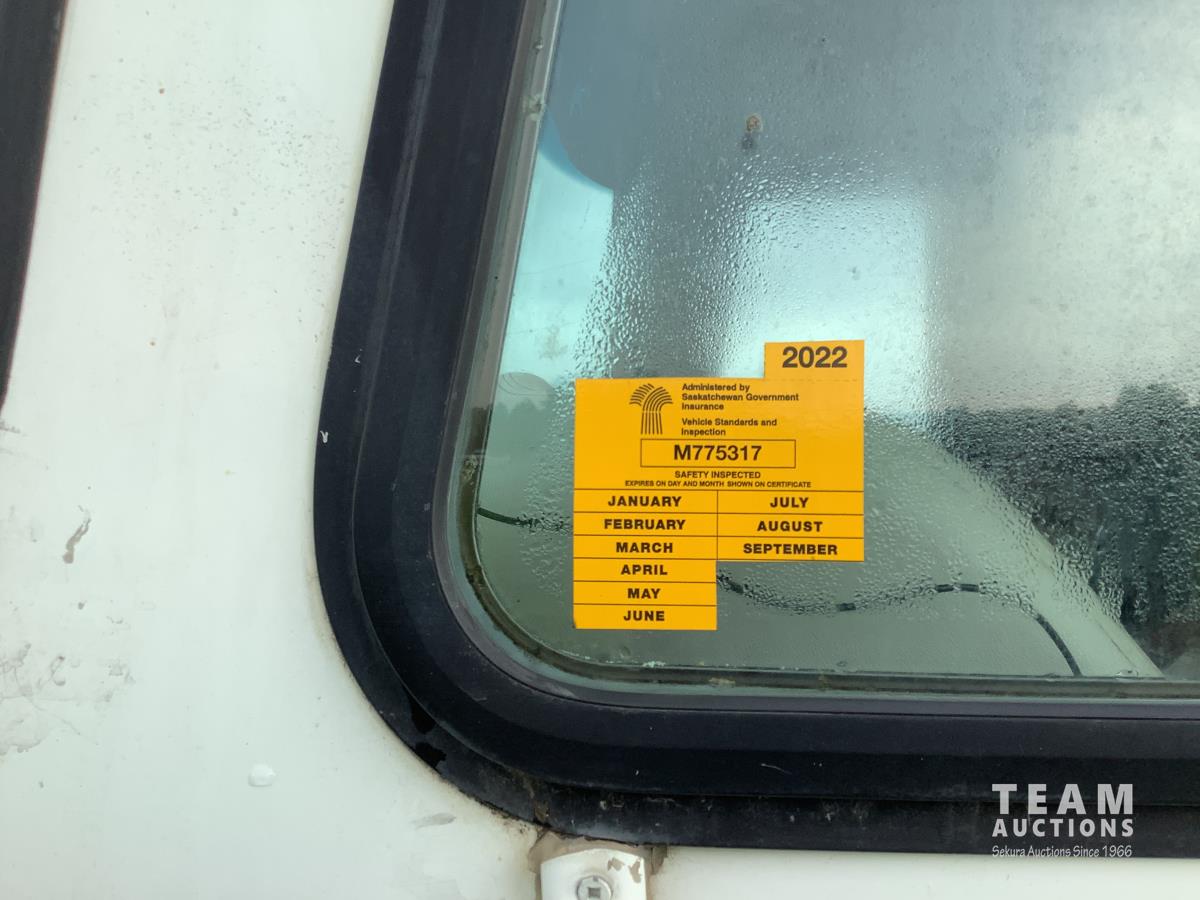 2022
Administered by
Saskatchewan Government
Insurance
Vehicle Standards and
Inspection
M775317
SAFETY INSPECTED
EXPIRES ON DAY AND MONTH SHOWN ON CERTIFICATE
JANUARY JULY
FEBRUARY AUGUST
MARCH SEPTEMBER
APRIL
MAY
JUNE
TEAM
AUCTIONS
Sekura Auctions Since 1966